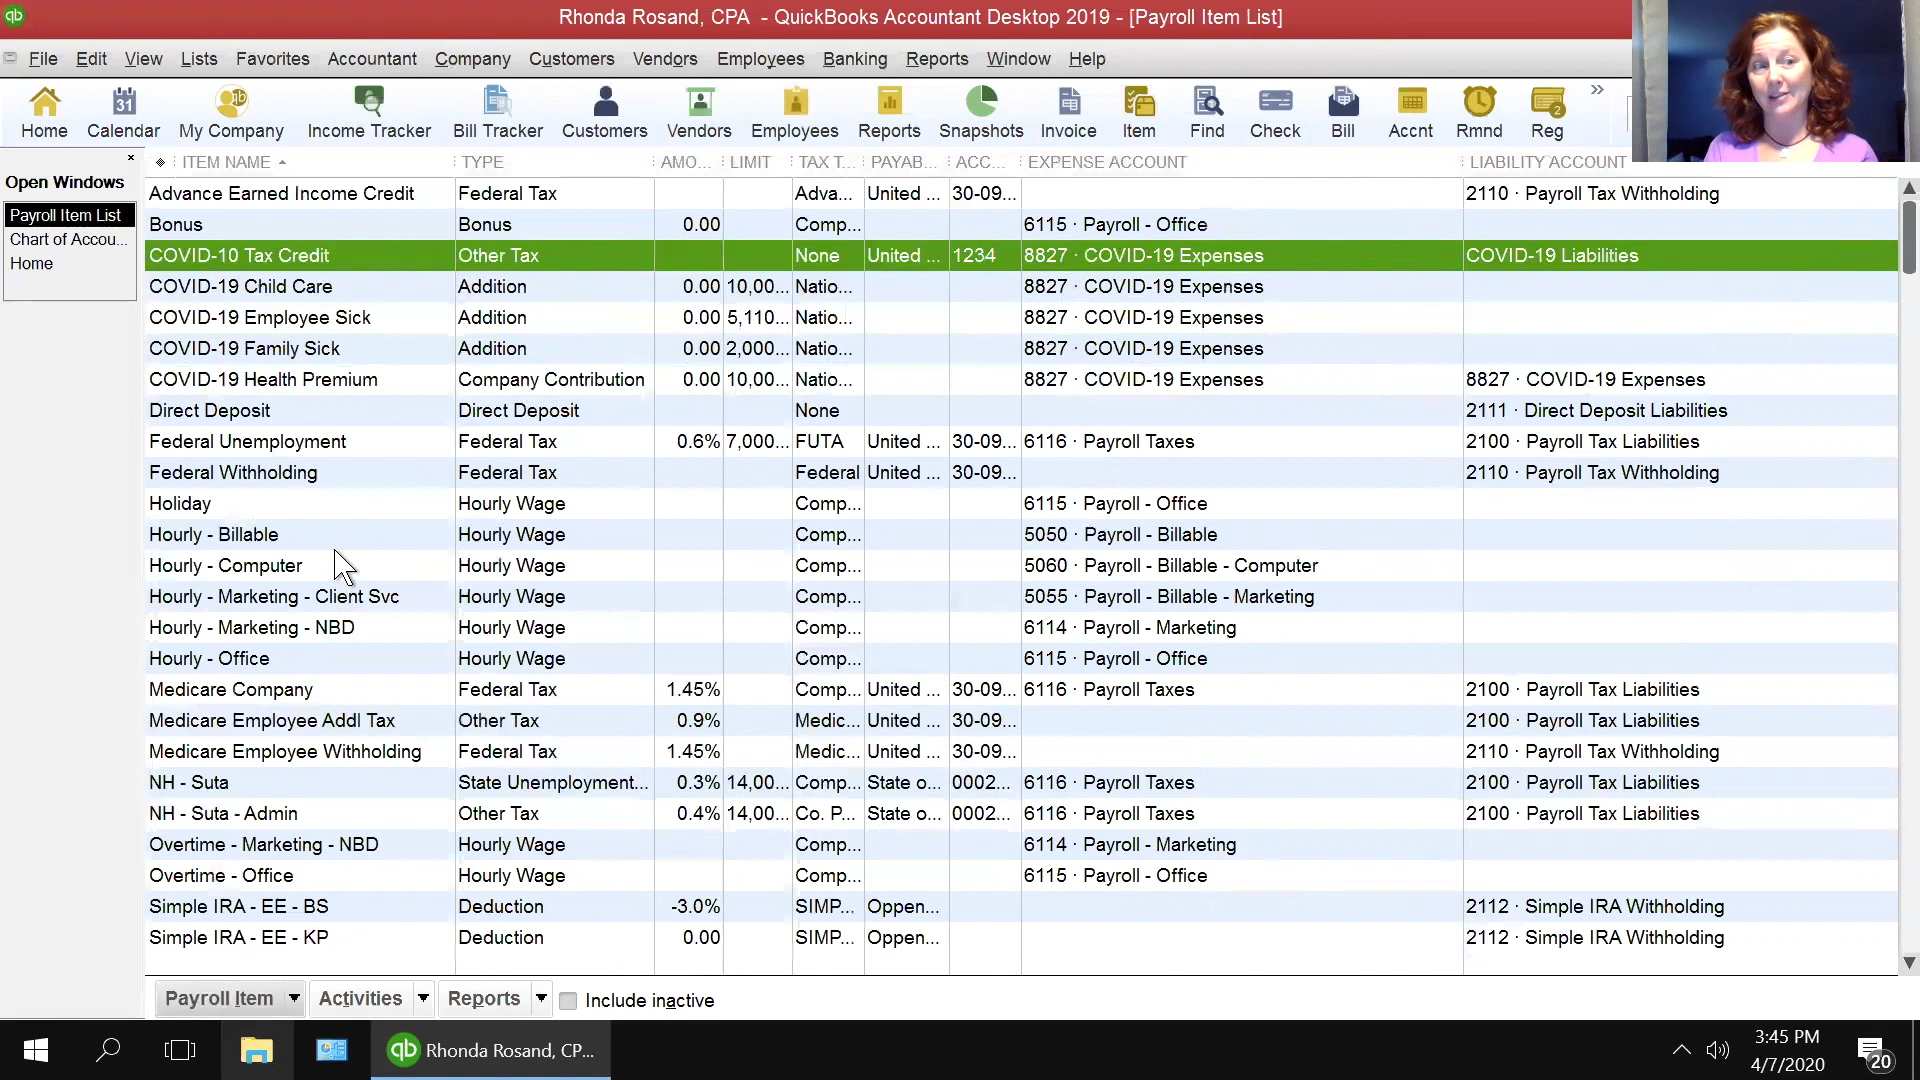 Rhonda Rosand, CPA - QuickBooks Accountant Desktop 2019 - [Payroll Item List]
File Edit View Lists Favorites Accountant Company Customers Vendors Employees Banking Reports Window Help
Home Calendar My Company Income Tracker Bill Tracker Customers Vendors Employees Reports Snapshots Invoice Item Find Check Bill Accnt Rmnd Reg
31
2
Open Windows
Payroll Item List
Chart of Accou...
Home
ITEM NAME TYPE AMO... LIMIT TAX T... PAYAB... ACC... EXPENSE ACCOUNT LIABILITY ACCOUNT
Advance Earned Income Credit Federal Tax Adva... United ... 30-09... 2110 · Payroll Tax Withholding
Bonus Bonus 0.00 Comp... 6115 · Payroll - Office
COVID-10 Tax Credit Other Tax None United ... 1234 8827 · COVID-19 Expenses COVID-19 Liabilities
COVID-19 Child Care Addition 0.00 10,00... Natio... 8827 · COVID-19 Expenses
COVID-19 Employee Sick Addition 0.00 5,110... Natio... 8827 · COVID-19 Expenses
COVID-19 Family Sick Addition 0.00 2,000... Natio... 8827 · COVID-19 Expenses
COVID-19 Health Premium Company Contribution 0.00 10,00... Natio... 8827 · COVID-19 Expenses 8827 · COVID-19 Expenses
Direct Deposit Direct Deposit None 2111 · Direct Deposit Liabilities
Federal Unemployment Federal Tax 0.6% 7,000... FUTA United ... 30-09... 6116 · Payroll Taxes 2100 · Payroll Tax Liabilities
Federal Withholding Federal Tax Federal United ... 30-09... 2110 · Payroll Tax Withholding
Holiday Hourly Wage Comp... 6115 · Payroll - Office
Hourly - Billable Hourly Wage Comp... 5050 · Payroll - Billable
Hourly - Computer Hourly Wage Comp... 5060 · Payroll - Billable - Computer
Hourly - Marketing - Client Svc Hourly Wage Comp... 5055 · Payroll - Billable - Marketing
Hourly - Marketing - NBD Hourly Wage Comp... 6114 · Payroll - Marketing
Hourly - Office Hourly Wage Comp... 6115 · Payroll - Office
Medicare Company Federal Tax 1.45% Comp... United ... 30-09... 6116 · Payroll Taxes 2100 · Payroll Tax Liabilities
Medicare Employee Addl Tax Other Tax 0.9% Medic... United ... 30-09... 2100 · Payroll Tax Liabilities
Medicare Employee Withholding Federal Tax 1.45% Medic... United ... 30-09... 2110 · Payroll Tax Withholding
NH - Suta State Unemployment... 0.3% 14,00... Comp... State o... 0002... 6116 · Payroll Taxes 2100 · Payroll Tax Liabilities
NH - Suta - Admin Other Tax 0.4% 14,00... Co. P... State o... 0002... 6116 · Payroll Taxes 2100 · Payroll Tax Liabilities
Overtime - Marketing - NBD Hourly Wage Comp... 6114 · Payroll - Marketing
Overtime - Office Hourly Wage Comp... 6115 · Payroll - Office
Simple IRA - EE - BS Deduction -3.0% SIMP... Oppen... 2112 · Simple IRA Withholding
Simple IRA - EE - KP Deduction 0.00 SIMP... Oppen... 2112 · Simple IRA Withholding
Payroll Item Activities Reports Include inactive
qb Rhonda Rosand, CP...
3:45 PM
4/7/2020
20